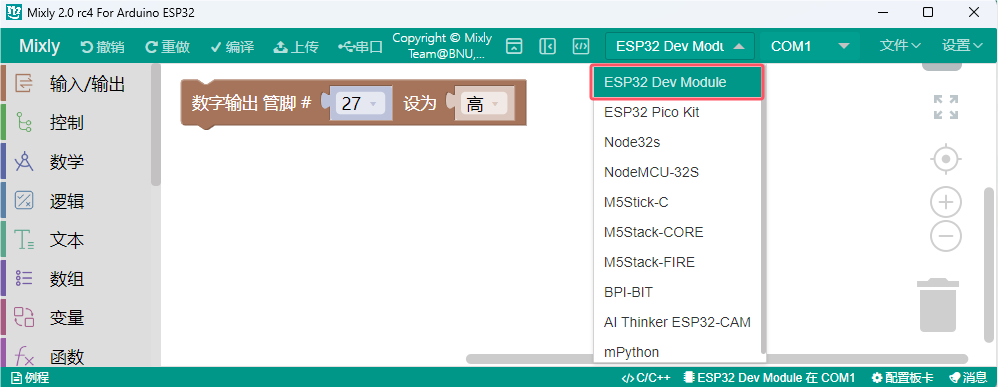 Mixly 2.0 rc4 For Arduino ESP32
Mixly 撤销 重做 编译 上传 串口 Copyright © Mixly
Team@BNU,... ESP32 Dev Modu COM1 文件 设置
输入/输出
控制
数学
逻辑
文本
数组
变量
函数
数字输出 管脚 # 27 设为 高
ESP32 Dev Module
ESP32 Pico Kit
Node32s
NodeMCU-32S
M5Stick-C
M5Stack-CORE
M5Stack-FIRE
BPI-BIT
AI Thinker ESP32-CAM
mPython
例程 C/C++ ESP32 Dev Module 在 COM1 配置板卡 消息